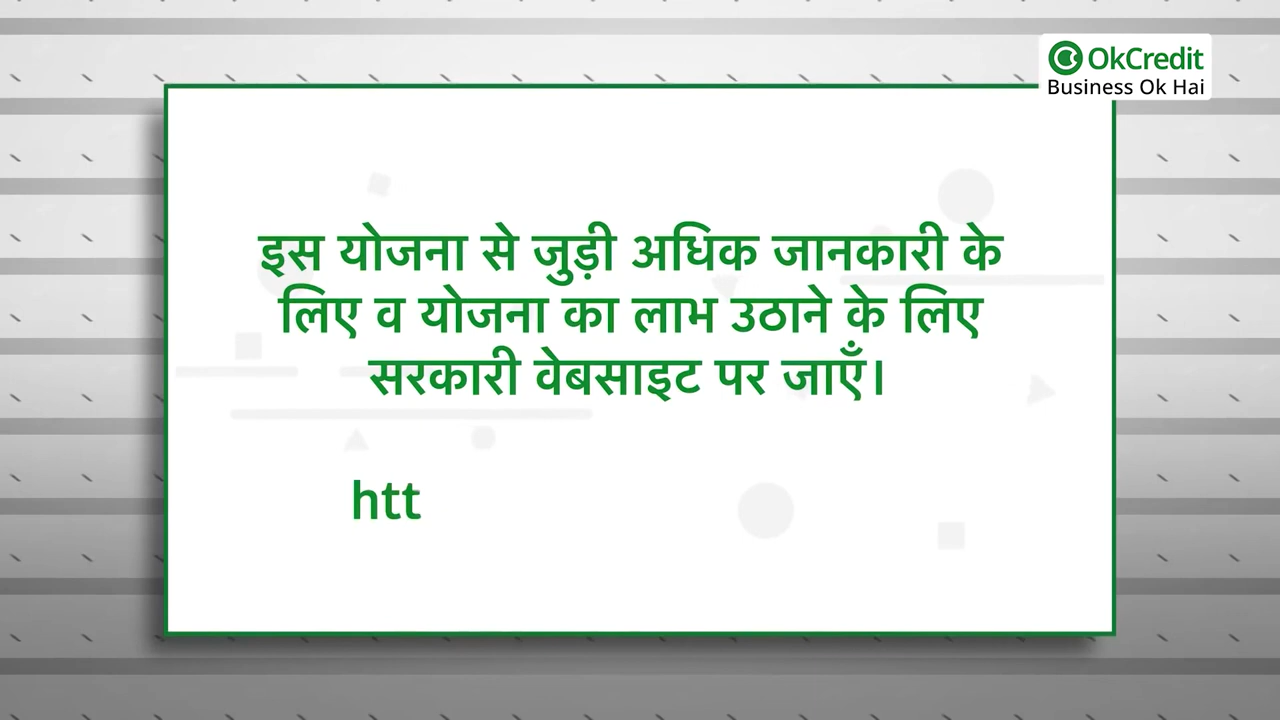 OkCredit
Business Ok Hai
इस योजना से जुड़ी अधिक जानकारी के
लिए व योजना का लाभ उठाने के लिए
सरकारी वेबसाइट पर जाएँ।
htt